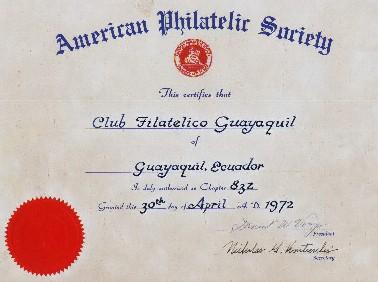 American Philatelic Society
This certifies that
Club Filatelico Guayaquil
of
Guayaquil, Ecuador
Is duly authorized as Chapter 832
Granted this 30th day of April A.D. 1972
President
Secretary